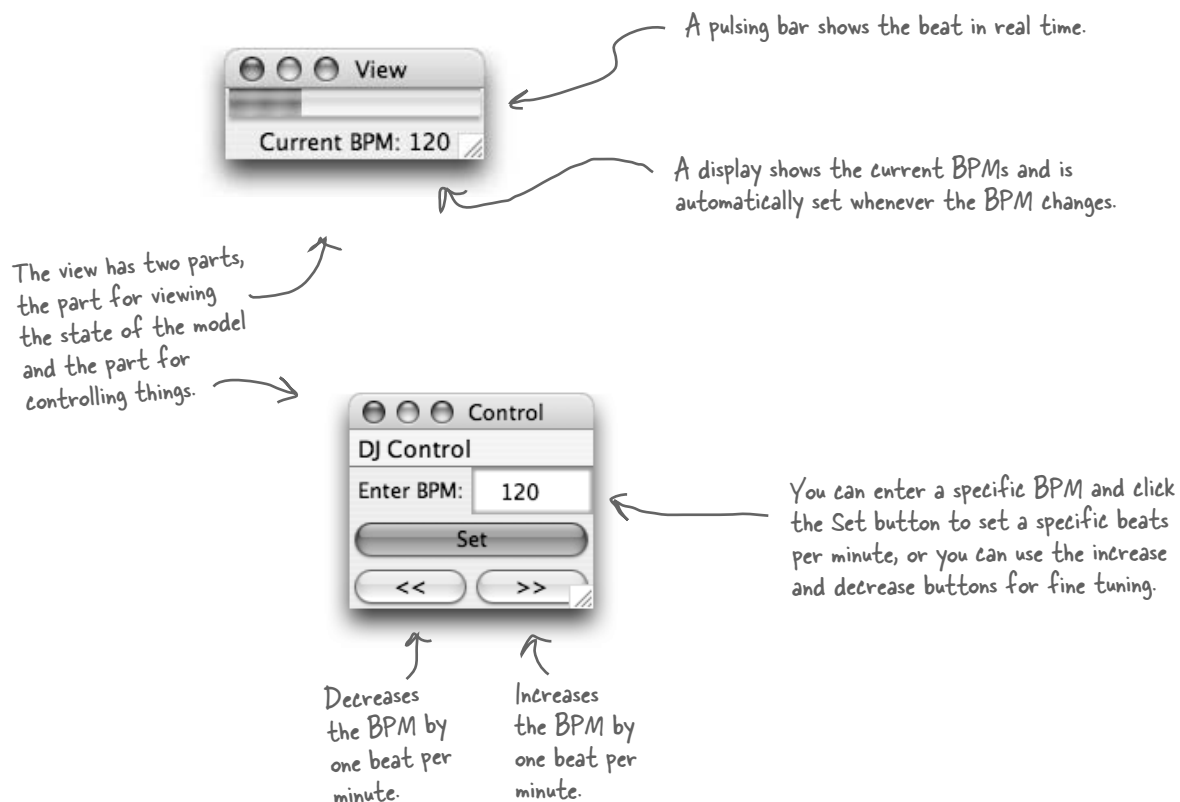 A pulsing bar shows the beat in real time.
View
Current BPM: 120
A display shows the current BPMs and is
automatically set whenever the BPM changes.
The view has two parts,
the part for viewing
the state of the model
and the part for
controlling things.
Control
DJ Control
Enter BPM: 120
Set
<< >>
You can enter a specific BPM and click
the Set button to set a specific beats
per minute, or you can use the increase
and decrease buttons for fine tuning.
Decreases
the BPM by
one beat per
minute.
Increases
the BPM by
one beat per
minute.